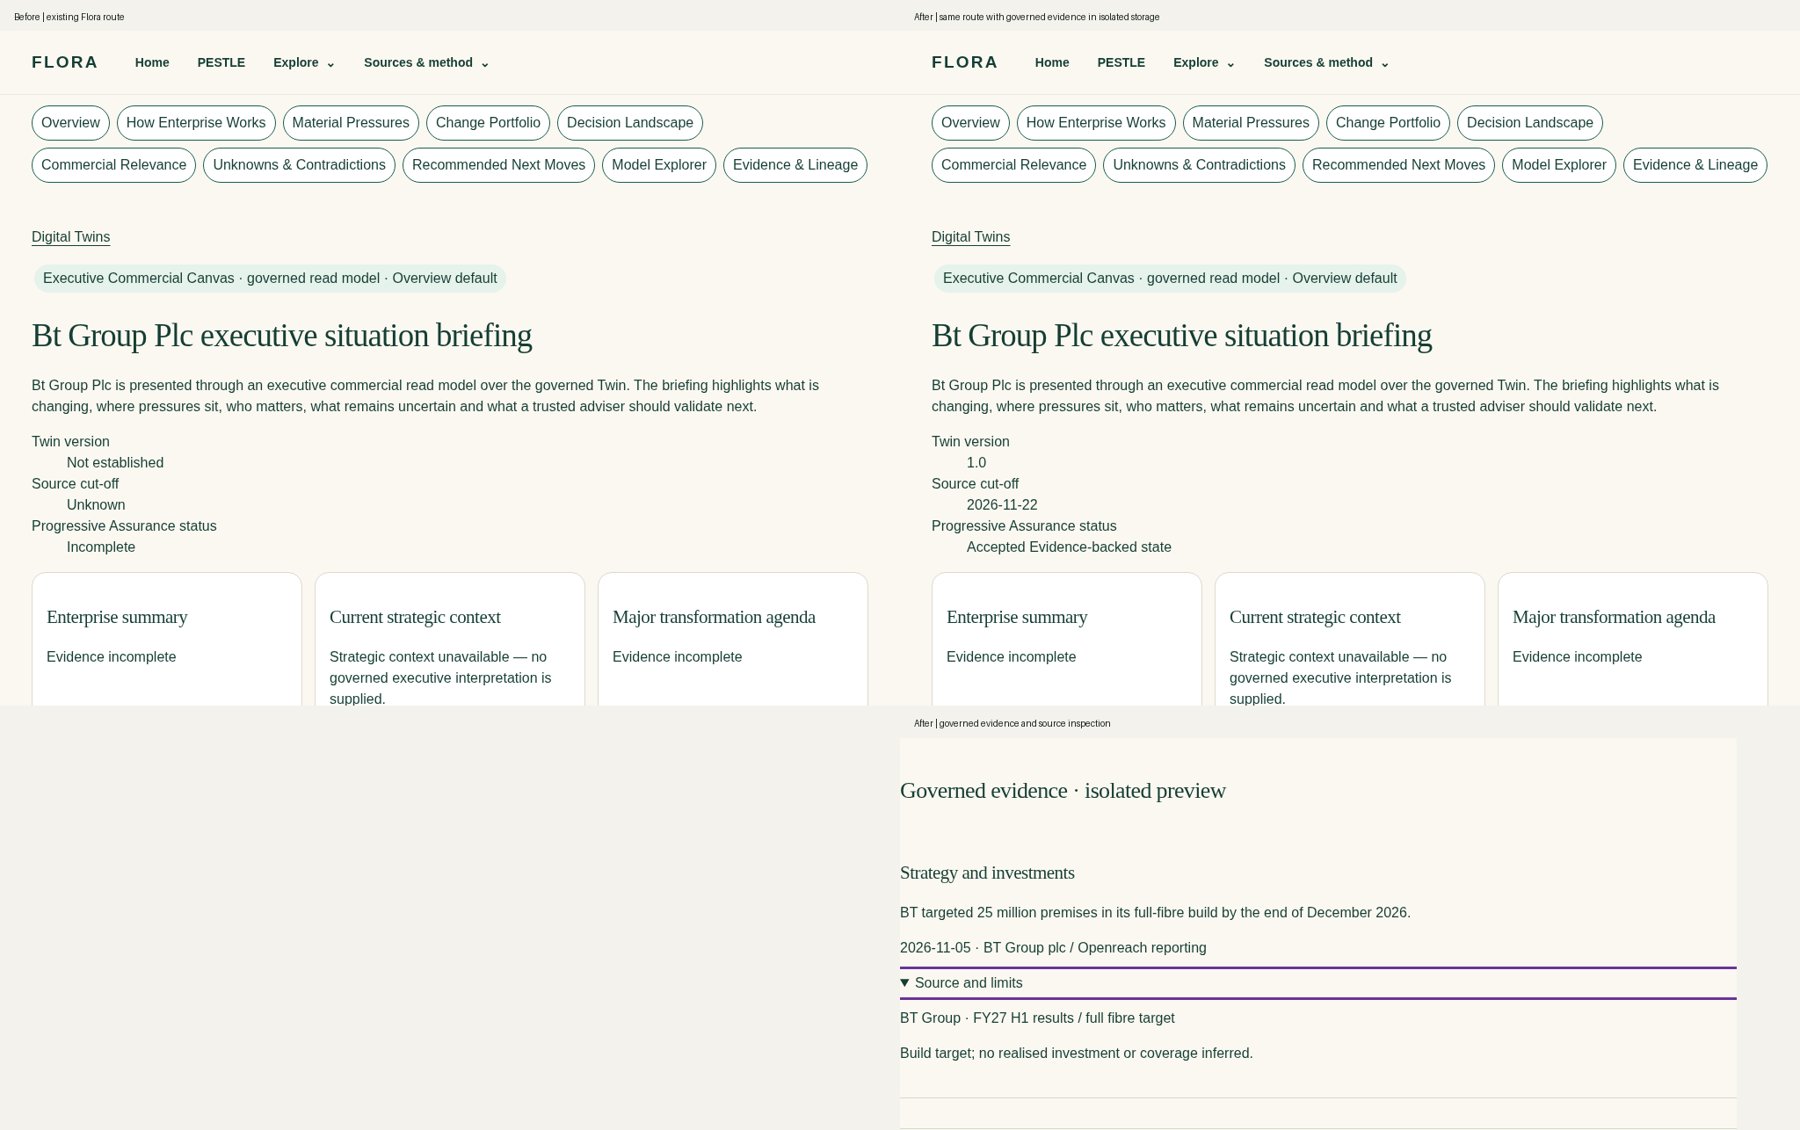 Before | existing Flora route
FLORA Home PESTLE Explore Sources & method
Overview How Enterprise Works Material Pressures Change Portfolio Decision Landscape
Commercial Relevance Unknowns & Contradictions Recommended Next Moves Model Explorer Evidence & Lineage
Digital Twins
Executive Commercial Canvas · governed read model · Overview default
Bt Group Plc executive situation briefing
Bt Group Plc is presented through an executive commercial read model over the governed Twin. The briefing highlights what is
changing, where pressures sit, who matters, what remains uncertain and what a trusted adviser should validate next.
Twin version
Not established
Source cut-off
Unknown
Progressive Assurance status
Incomplete
Enterprise summary
Evidence incomplete
Current strategic context
Strategic context unavailable — no
governed executive interpretation is
supplied.
Major transformation agenda
Evidence incomplete
After | same route with governed evidence in isolated storage
FLORA Home PESTLE Explore Sources & method
Overview How Enterprise Works Material Pressures Change Portfolio Decision Landscape
Commercial Relevance Unknowns & Contradictions Recommended Next Moves Model Explorer Evidence & Lineage
Digital Twins
Executive Commercial Canvas · governed read model · Overview default
Bt Group Plc executive situation briefing
Bt Group Plc is presented through an executive commercial read model over the governed Twin. The briefing highlights what is
changing, where pressures sit, who matters, what remains uncertain and what a trusted adviser should validate next.
Twin version
1.0
Source cut-off
2026-11-22
Progressive Assurance status
Accepted Evidence-backed state
Enterprise summary
Evidence incomplete
Current strategic context
Strategic context unavailable — no
governed executive interpretation is
supplied.
Major transformation agenda
Evidence incomplete
After | governed evidence and source inspection
Governed evidence · isolated preview
Strategy and investments
BT targeted 25 million premises in its full-fibre build by the end of December 2026.
2026-11-05 · BT Group plc / Openreach reporting
▼ Source and limits
BT Group · FY27 H1 results / full fibre target
Build target; no realised investment or coverage inferred.